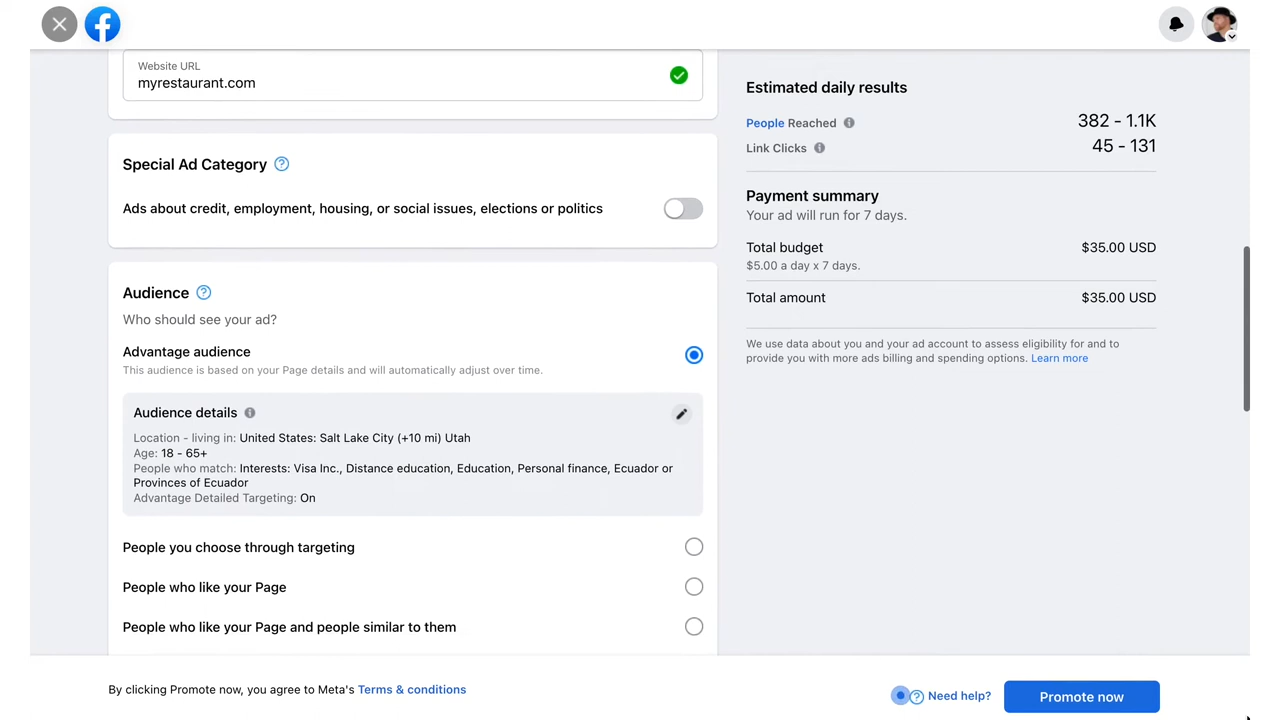 Website URL
myrestaurant.com
Special Ad Category
Ads about credit, employment, housing, or social issues, elections or politics
Audience
Who should see your ad?
Advantage audience
This audience is based on your Page details and will automatically adjust over time.
Audience details
Location - living in: United States: Salt Lake City (+10 mi) Utah
Age: 18 - 65+
People who match: Interests: Visa Inc., Distance education, Education, Personal finance, Ecuador or
Provinces of Ecuador
Advantage Detailed Targeting: On
People you choose through targeting
People who like your Page
People who like your Page and people similar to them
Estimated daily results
People Reached 382 - 1.1K
Link Clicks 45 - 131
Payment summary
Your ad will run for 7 days.
Total budget $35.00 USD
$5.00 a day x 7 days.
Total amount $35.00 USD
We use data about you and your ad account to assess eligibility for and to
provide you with more ads billing and spending options. Learn more
By clicking Promote now, you agree to Meta's Terms & conditions
Need help?
Promote now